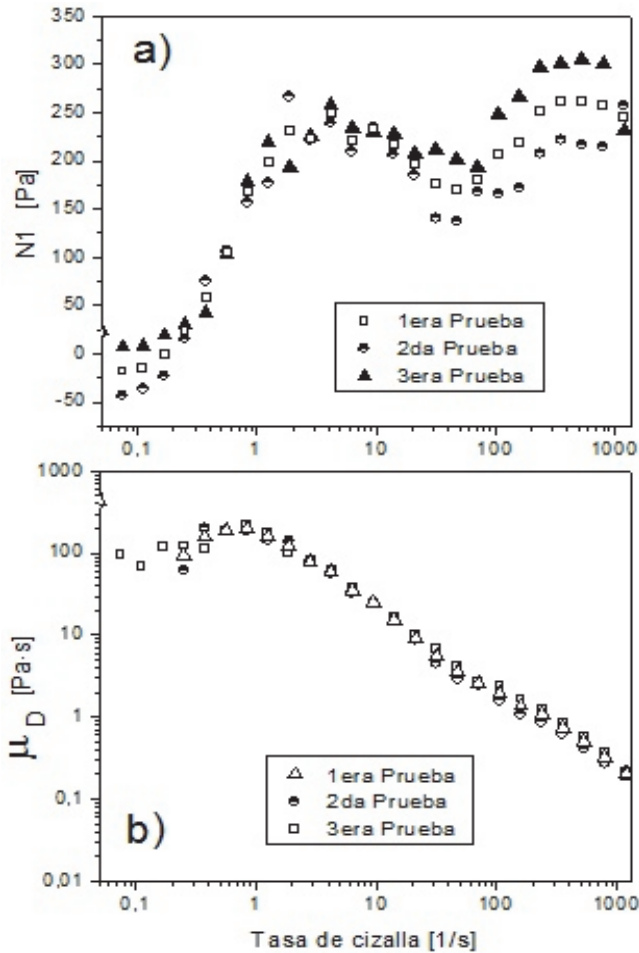 a)
350
300
250
200
150
100
50
0
-50
N1 [Pa]
1era Prueba
2da Prueba
3era Prueba
0,1 1 10 100 1000
1000
100
10
1
0,1
0,01
μD [Pa·s]
1era Prueba
2da Prueba
3era Prueba
b)
0,1 1 10 100 1000
Tasa de cizalla [1/s]